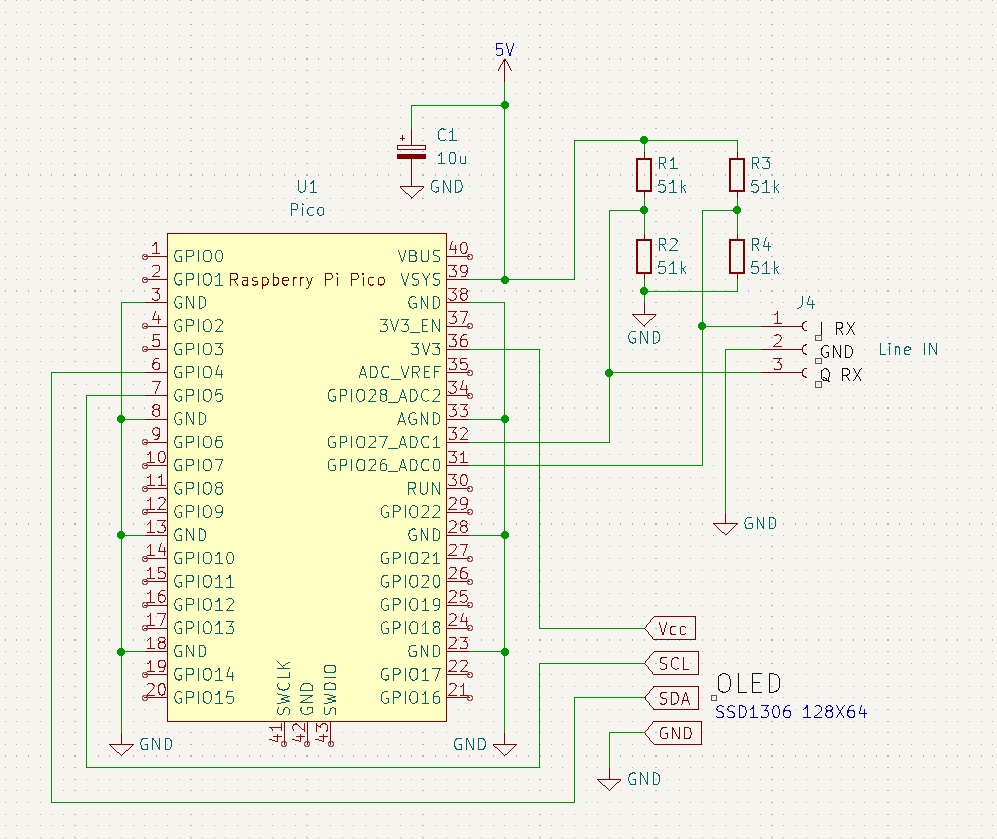 5V
+
C1
10u
GND
U1
Pico
R1
51k
R3
51k
R2
51k
R4
51k
GND
Raspberry Pi Pico
1 GPIO0
2 GPIO1
3 GND
4 GPIO2
5 GPIO3
6 GPIO4
7 GPIO5
8 GND
9 GPIO6
10 GPIO7
11 GPIO8
12 GPIO9
13 GND
14 GPIO10
15 GPIO11
16 GPIO12
17 GPIO13
18 GND
19 GPIO14
20 GPIO15
VBUS 40
VSYS 39
GND 38
3V3_EN 37
3V3 36
ADC_VREF 35
GPIO28_ADC2 34
AGND 33
GPIO27_ADC1 32
GPIO26_ADC0 31
RUN 30
GPIO22 29
GND 28
GPIO21 27
GPIO20 26
GPIO19 25
GPIO18 24
GND 23
GPIO17 22
GPIO16 21
SWCLK 41
GND 42
SWDIO 43
GND
GND
J4
1 I RX
2 GND
3 Q RX
Line IN
GND
Vcc
SCL
SDA
GND
OLED
SSD1306 128X64
GND